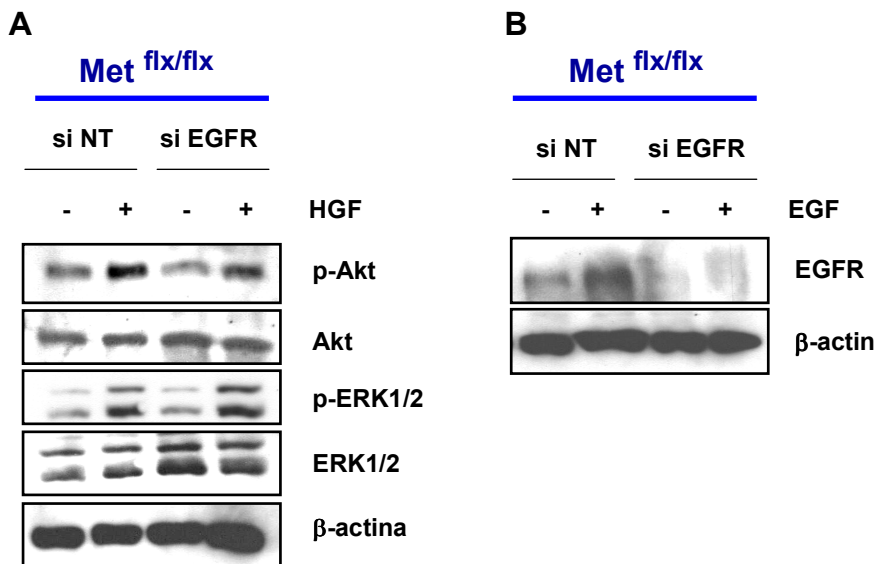 A
Met flx/flx
si NT si EGFR
- + - + HGF
p-Akt
Akt
p-ERK1/2
ERK1/2
β-actina
B
Met flx/flx
si NT si EGFR
- + - + EGF
EGFR
β-actin